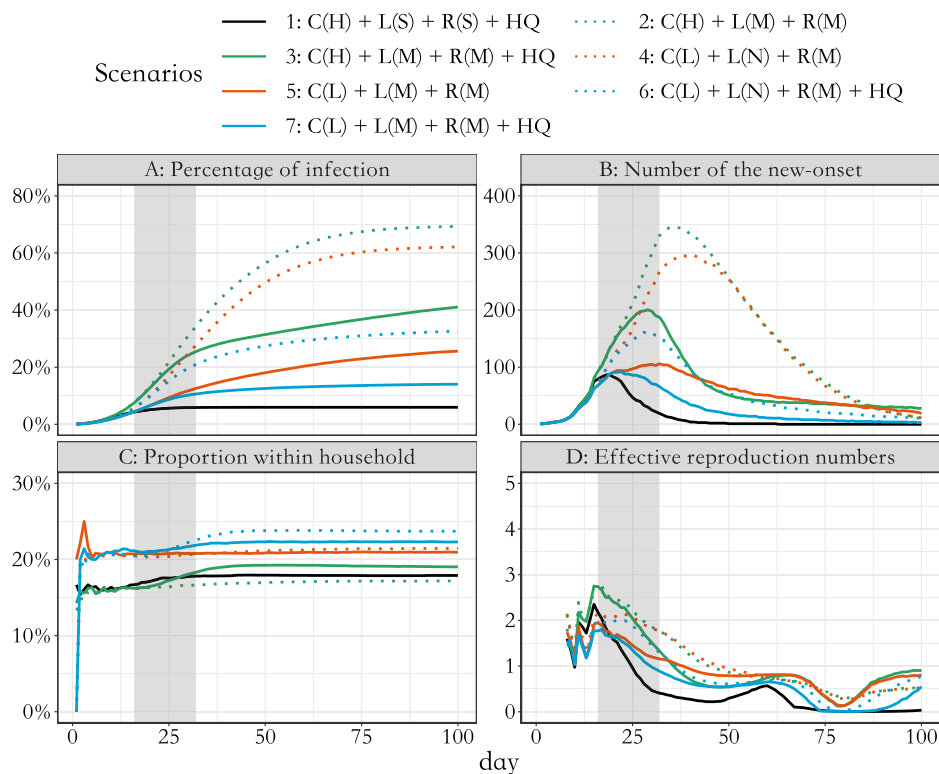 Scenarios
1: C(H) + L(S) + R(S) + HQ
2: C(H) + L(M) + R(M)
3: C(H) + L(M) + R(M) + HQ
4: C(L) + L(N) + R(M)
5: C(L) + L(M) + R(M)
6: C(L) + L(N) + R(M) + HQ
7: C(L) + L(M) + R(M) + HQ
A: Percentage of infection
80%
60%
40%
20%
0%
B: Number of the new-onset
400
300
200
100
0
C: Proportion within household
30%
20%
10%
0%
0 25 50 75 100
D: Effective reproduction numbers
5
4
3
2
1
0
0 25 50 75 100
day